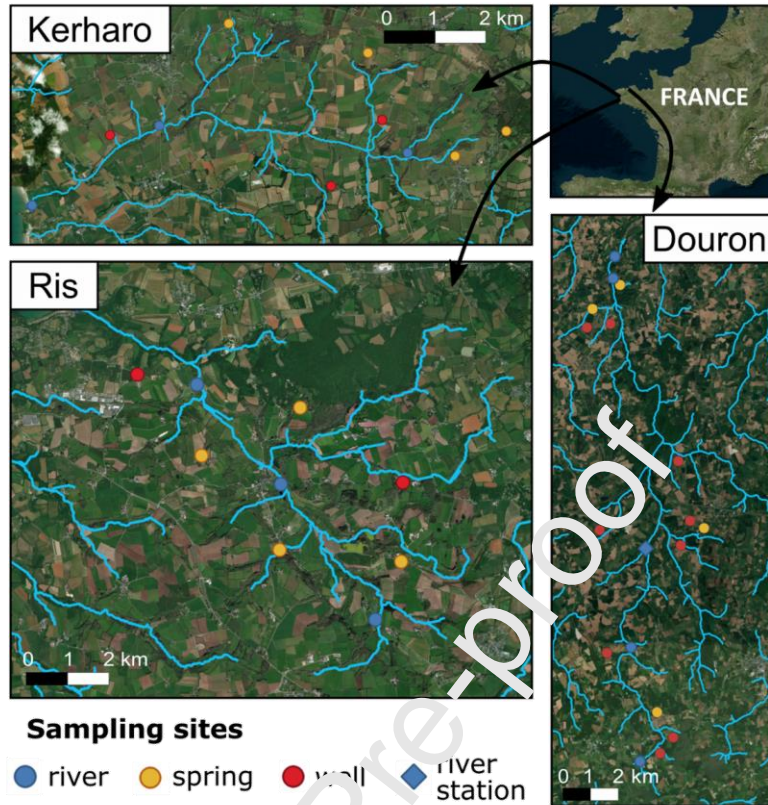 Kerharo
0 1 2 km
FRANCE
Douron
Ris
0 1 2 km
0 1 2 km
Sampling sites
river
spring
well
river
station
Pre-proof